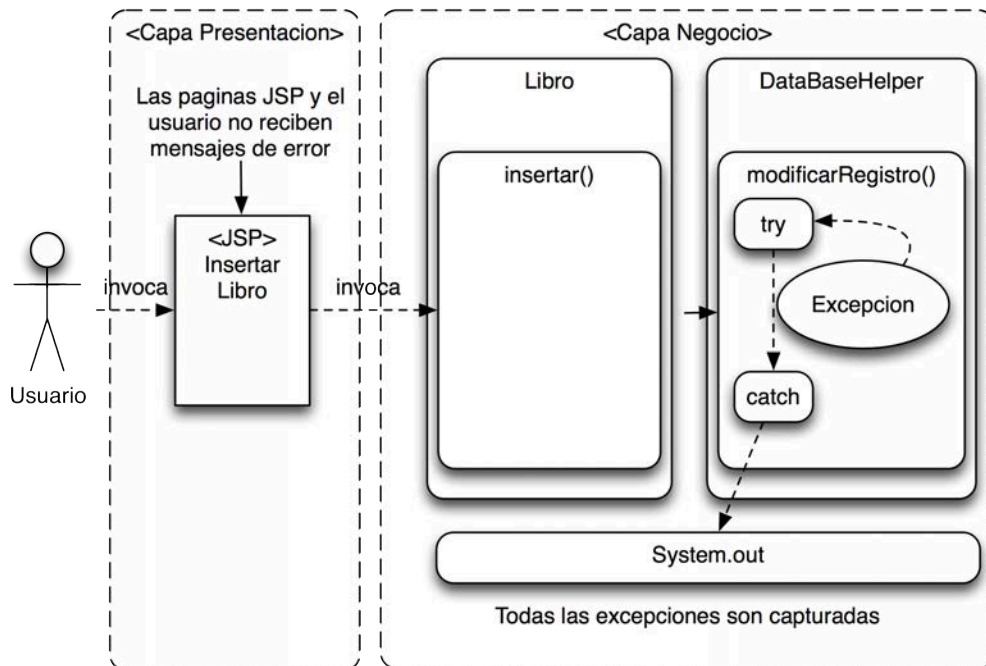 <Capa Presentacion>
<Capa Negocio>
Las paginas JSP y el
usuario no reciben
mensajes de error
Libro
DataBaseHelper
insertar()
modificarRegistro()
try
Excepcion
catch
<JSP>
Insertar
Libro
invoca
invoca
Usuario
System.out
Todas las excepciones son capturadas